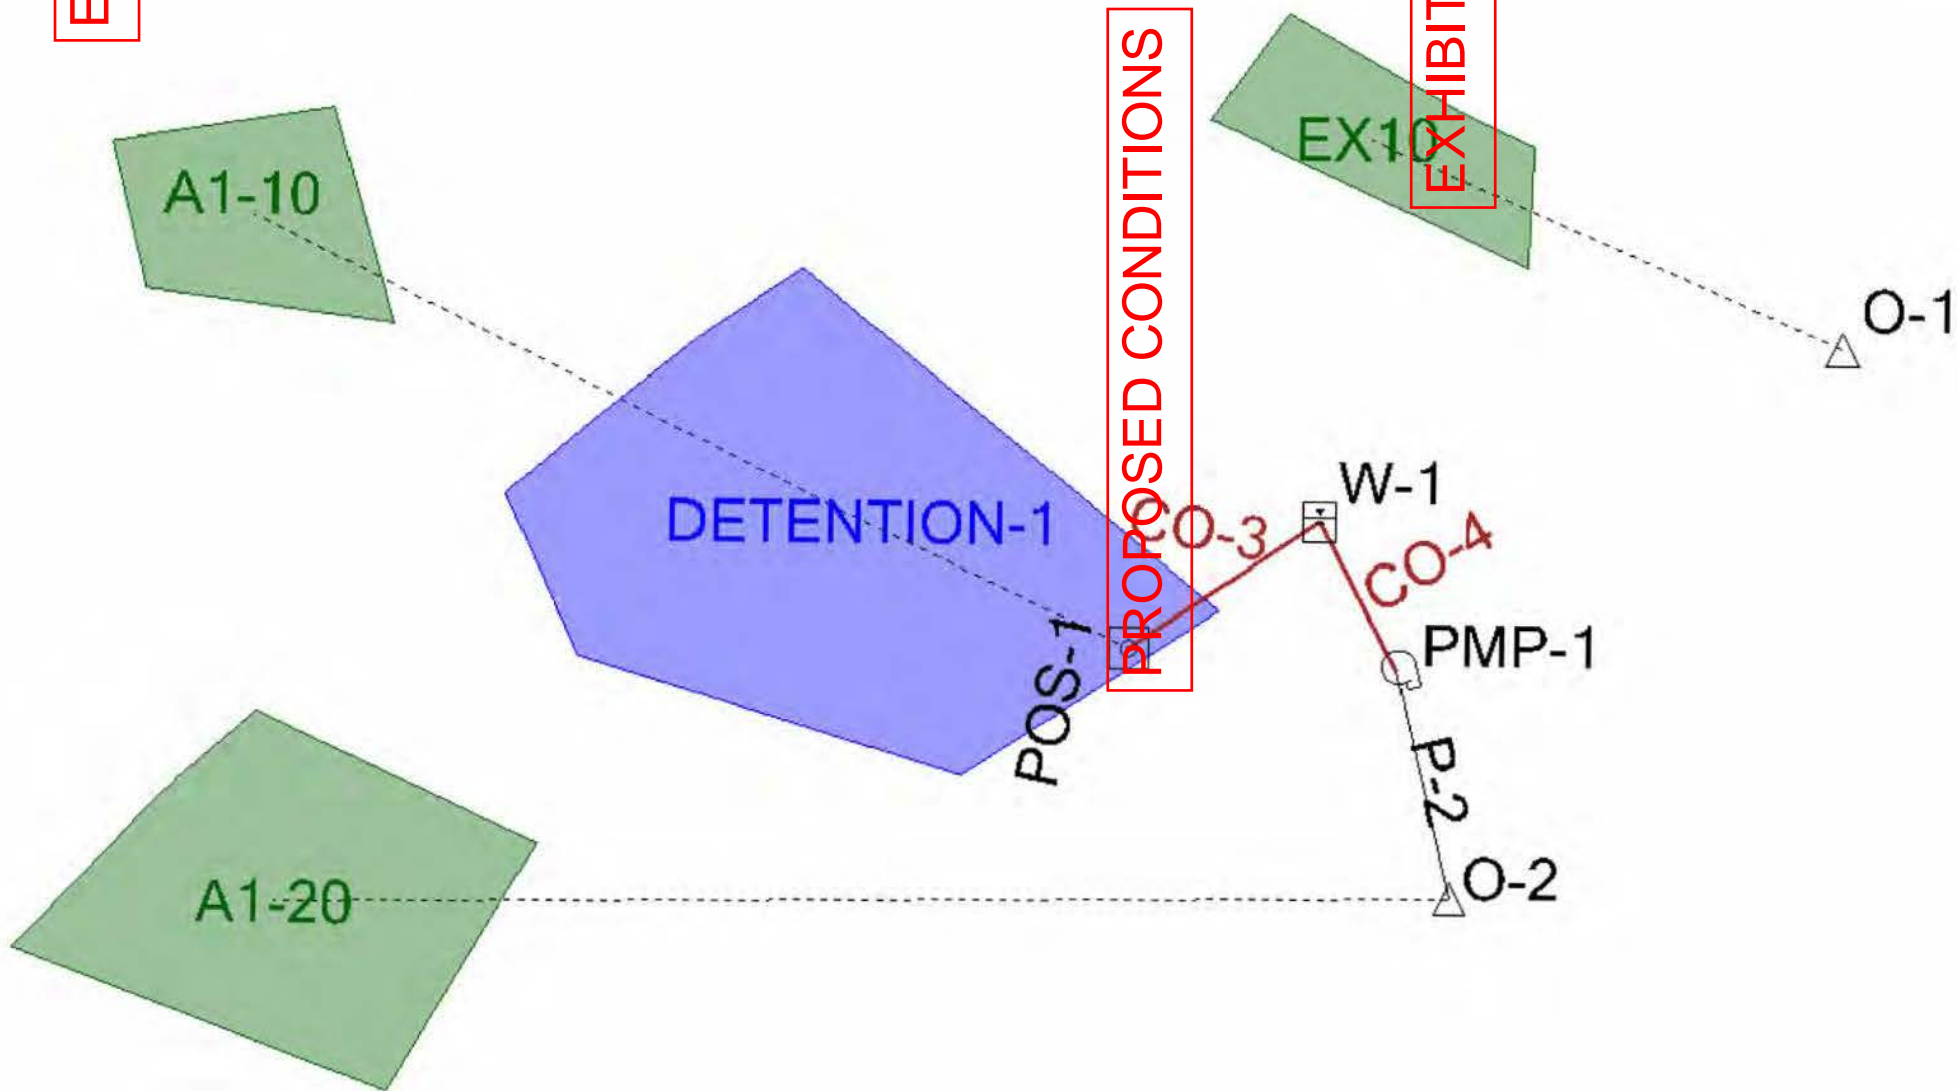 PROPOSED CONDITIONS
EXHIBIT
EX10
A1-10
O-1
W-1
DETENTION-1
CO-3
CO-4
PMP-1
POS-1
P-2
O-2
A1-20